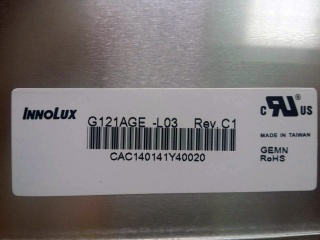 INNOLUX
G121AGE -L03 Rev.C1
CAC140141Y40020
C US
MADE IN TAIWAN
GEMN
RoHS